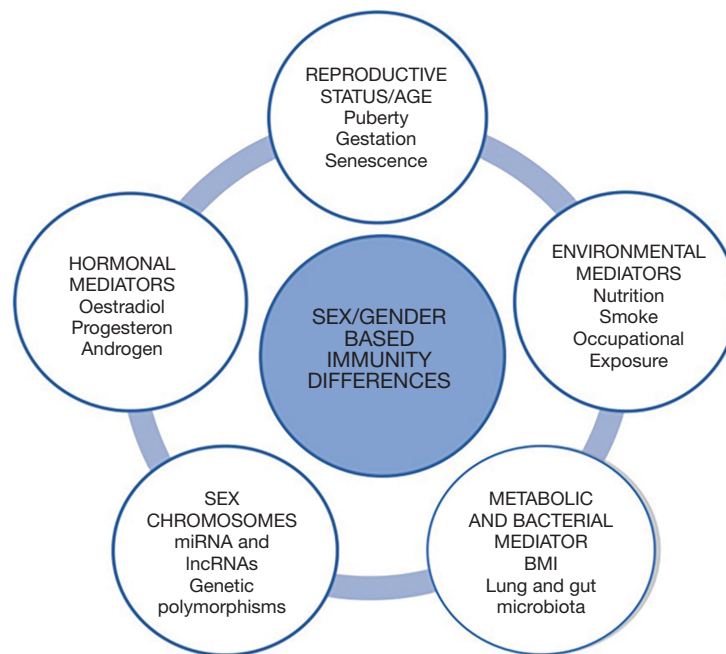 REPRODUCTIVE
STATUS/AGE
Puberty
Gestation
Senescence
ENVIRONMENTAL
MEDIATORS
Nutrition
Smoke
Occupational
Exposure
HORMONAL
MEDIATORS
Oestradiol
Progesteron
Androgen
SEX/GENDER
BASED
IMMUNITY
DIFFERENCES
SEX
CHROMOSOMES
miRNA and
lncRNAs
Genetic
polymorphisms
METABOLIC
AND BACTERIAL
MEDIATOR
BMI
Lung and gut
microbiota